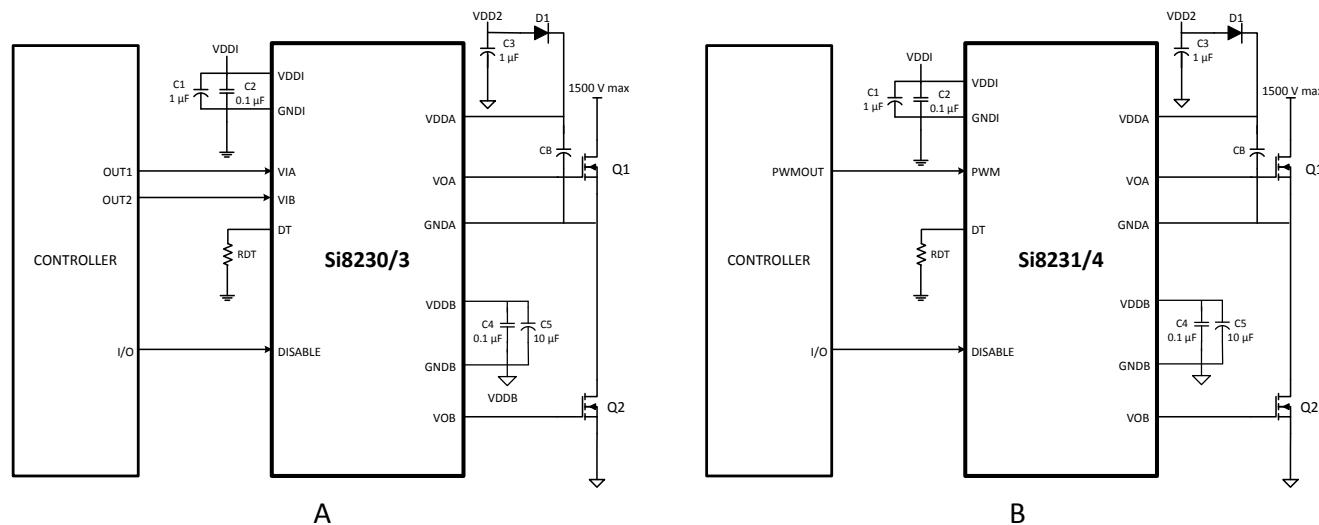 VDD2
D1
C3
1 µF
VDDI
C1
1 µF
C2
0.1 µF
VDDI
GNDI
1500 V max
VDDA
CB
Q1
OUT1
VIA
VOA
OUT2
VIB
GNDA
DT
RDT
CONTROLLER
Si8230/3
VDDB
C4
0.1 µF
C5
10 µF
I/O
DISABLE
GNDB
VDDB
VOB
Q2
A
VDD2
D1
C3
1 µF
VDDI
C1
1 µF
C2
0.1 µF
VDDI
GNDI
1500 V max
VDDA
CB
Q1
PWMOUT
PWM
VOA
GNDA
DT
RDT
CONTROLLER
Si8231/4
VDDB
C4
0.1 µF
C5
10 µF
I/O
DISABLE
GNDB
VOB
Q2
B